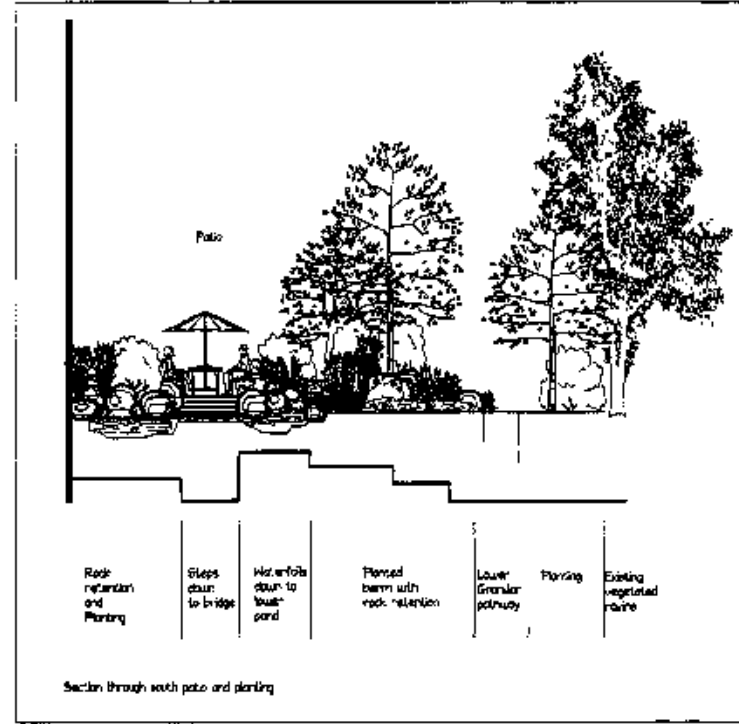 Patio
Rock
retention
and
Planting
Steps
down
to bridge
Waterfalls
down to
lower
pond
Planted
berm with
rock retention
Lower
Granular
pathway
Planting
Existing
vegetated
ravine
Section through south patio and planting